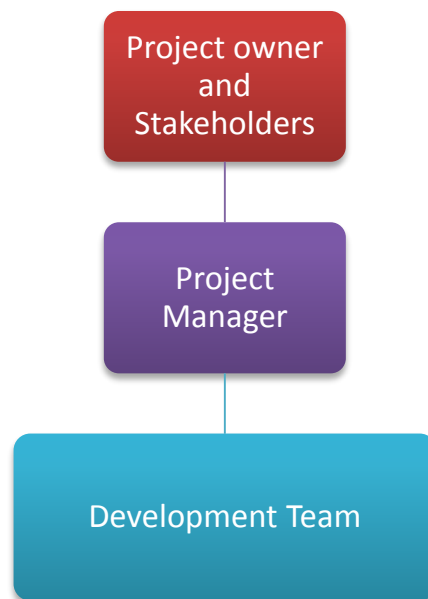 Project owner
and
Stakeholders
Project
Manager
Development Team